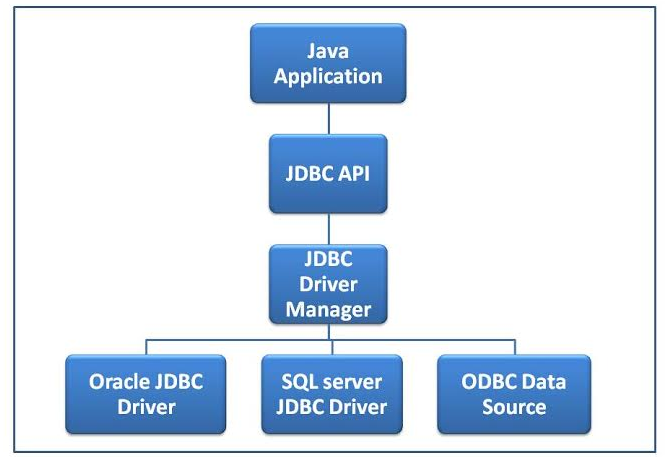 Java
Application
JDBC API
JDBC
Driver
Manager
Oracle JDBC
Driver
SQL server
JDBC Driver
ODBC Data
Source